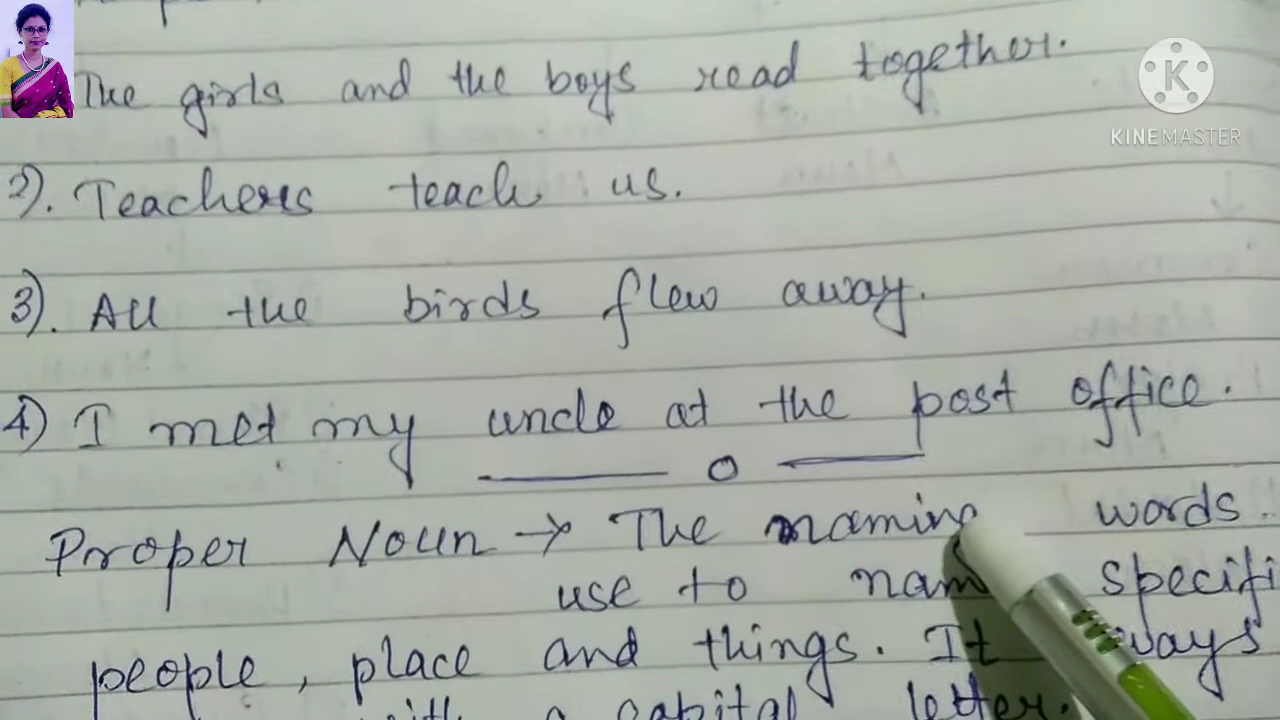 The girls and the boys read together.
KINEMASTER
2). Teachers teach us.
3). All the birds flew away.
4) I met my uncle at the post office.
Proper Noun → The naming words
use to specifi
people, place and things. It
a capital letter.